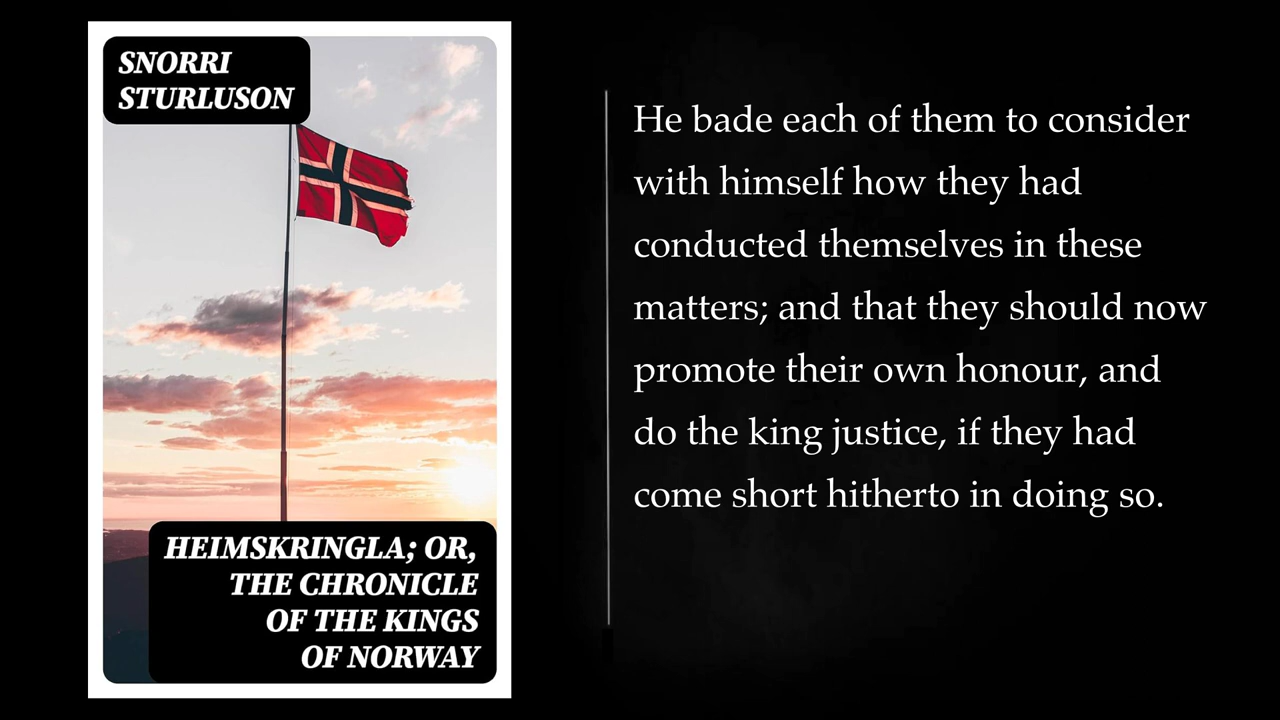 SNORRI
STURLUSON
HEIMSKRINGLA; OR,
THE CHRONICLE
OF THE KINGS
OF NORWAY
He bade each of them to consider
with himself how they had
conducted themselves in these
matters; and that they should now
promote their own honour, and
do the king justice, if they had
come short hitherto in doing so.